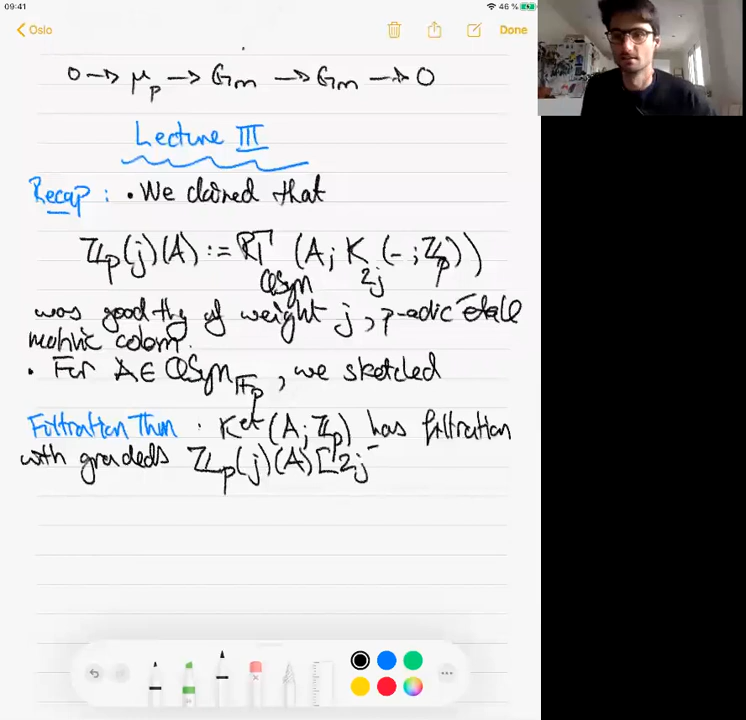 09:41
46 %
Oslo
Done
0 → μ_p → G_m → G_m → 0
Lecture III
Recap : • We claimed that
ℤ_p(j)(A) := RΓ_QSyn (A; K_2j(-; ℤ_p))
was good thy of weight j, p-adic étale
motivic cohom.
• For A ∈ QSyn_𝔽_p, we sketched
Filtration Thm • K^ét(A; ℤ_p) has filtration
with gradeds ℤ_p(j)(A)[2j